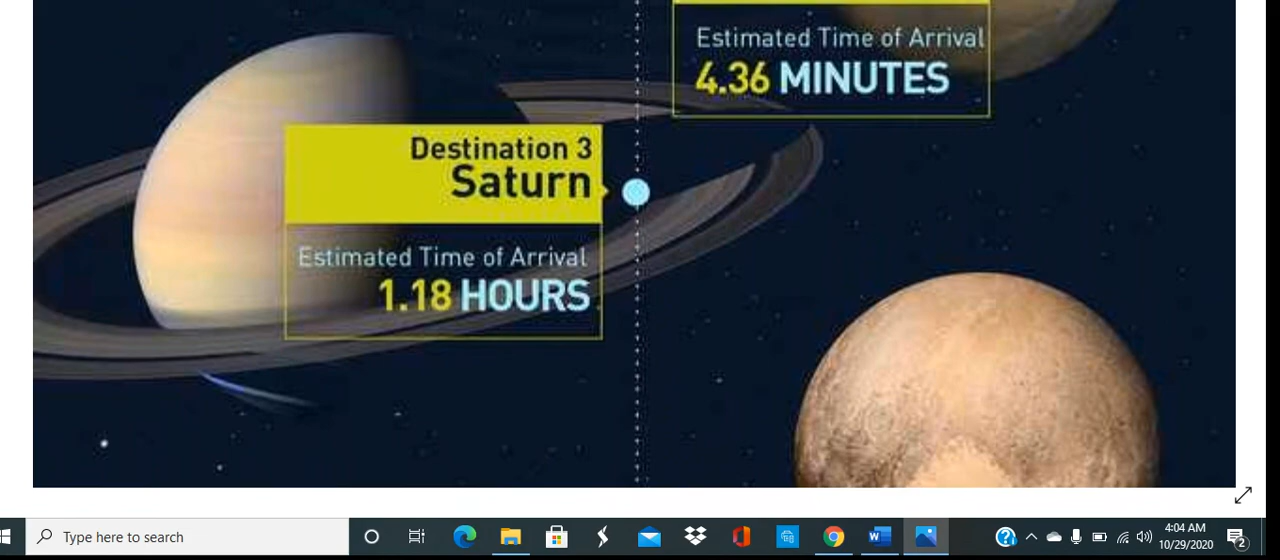 Estimated Time of Arrival
4.36 MINUTES
Destination 3
Saturn
Estimated Time of Arrival
1.18 HOURS
Type here to search
4:04 AM
10/29/2020
2